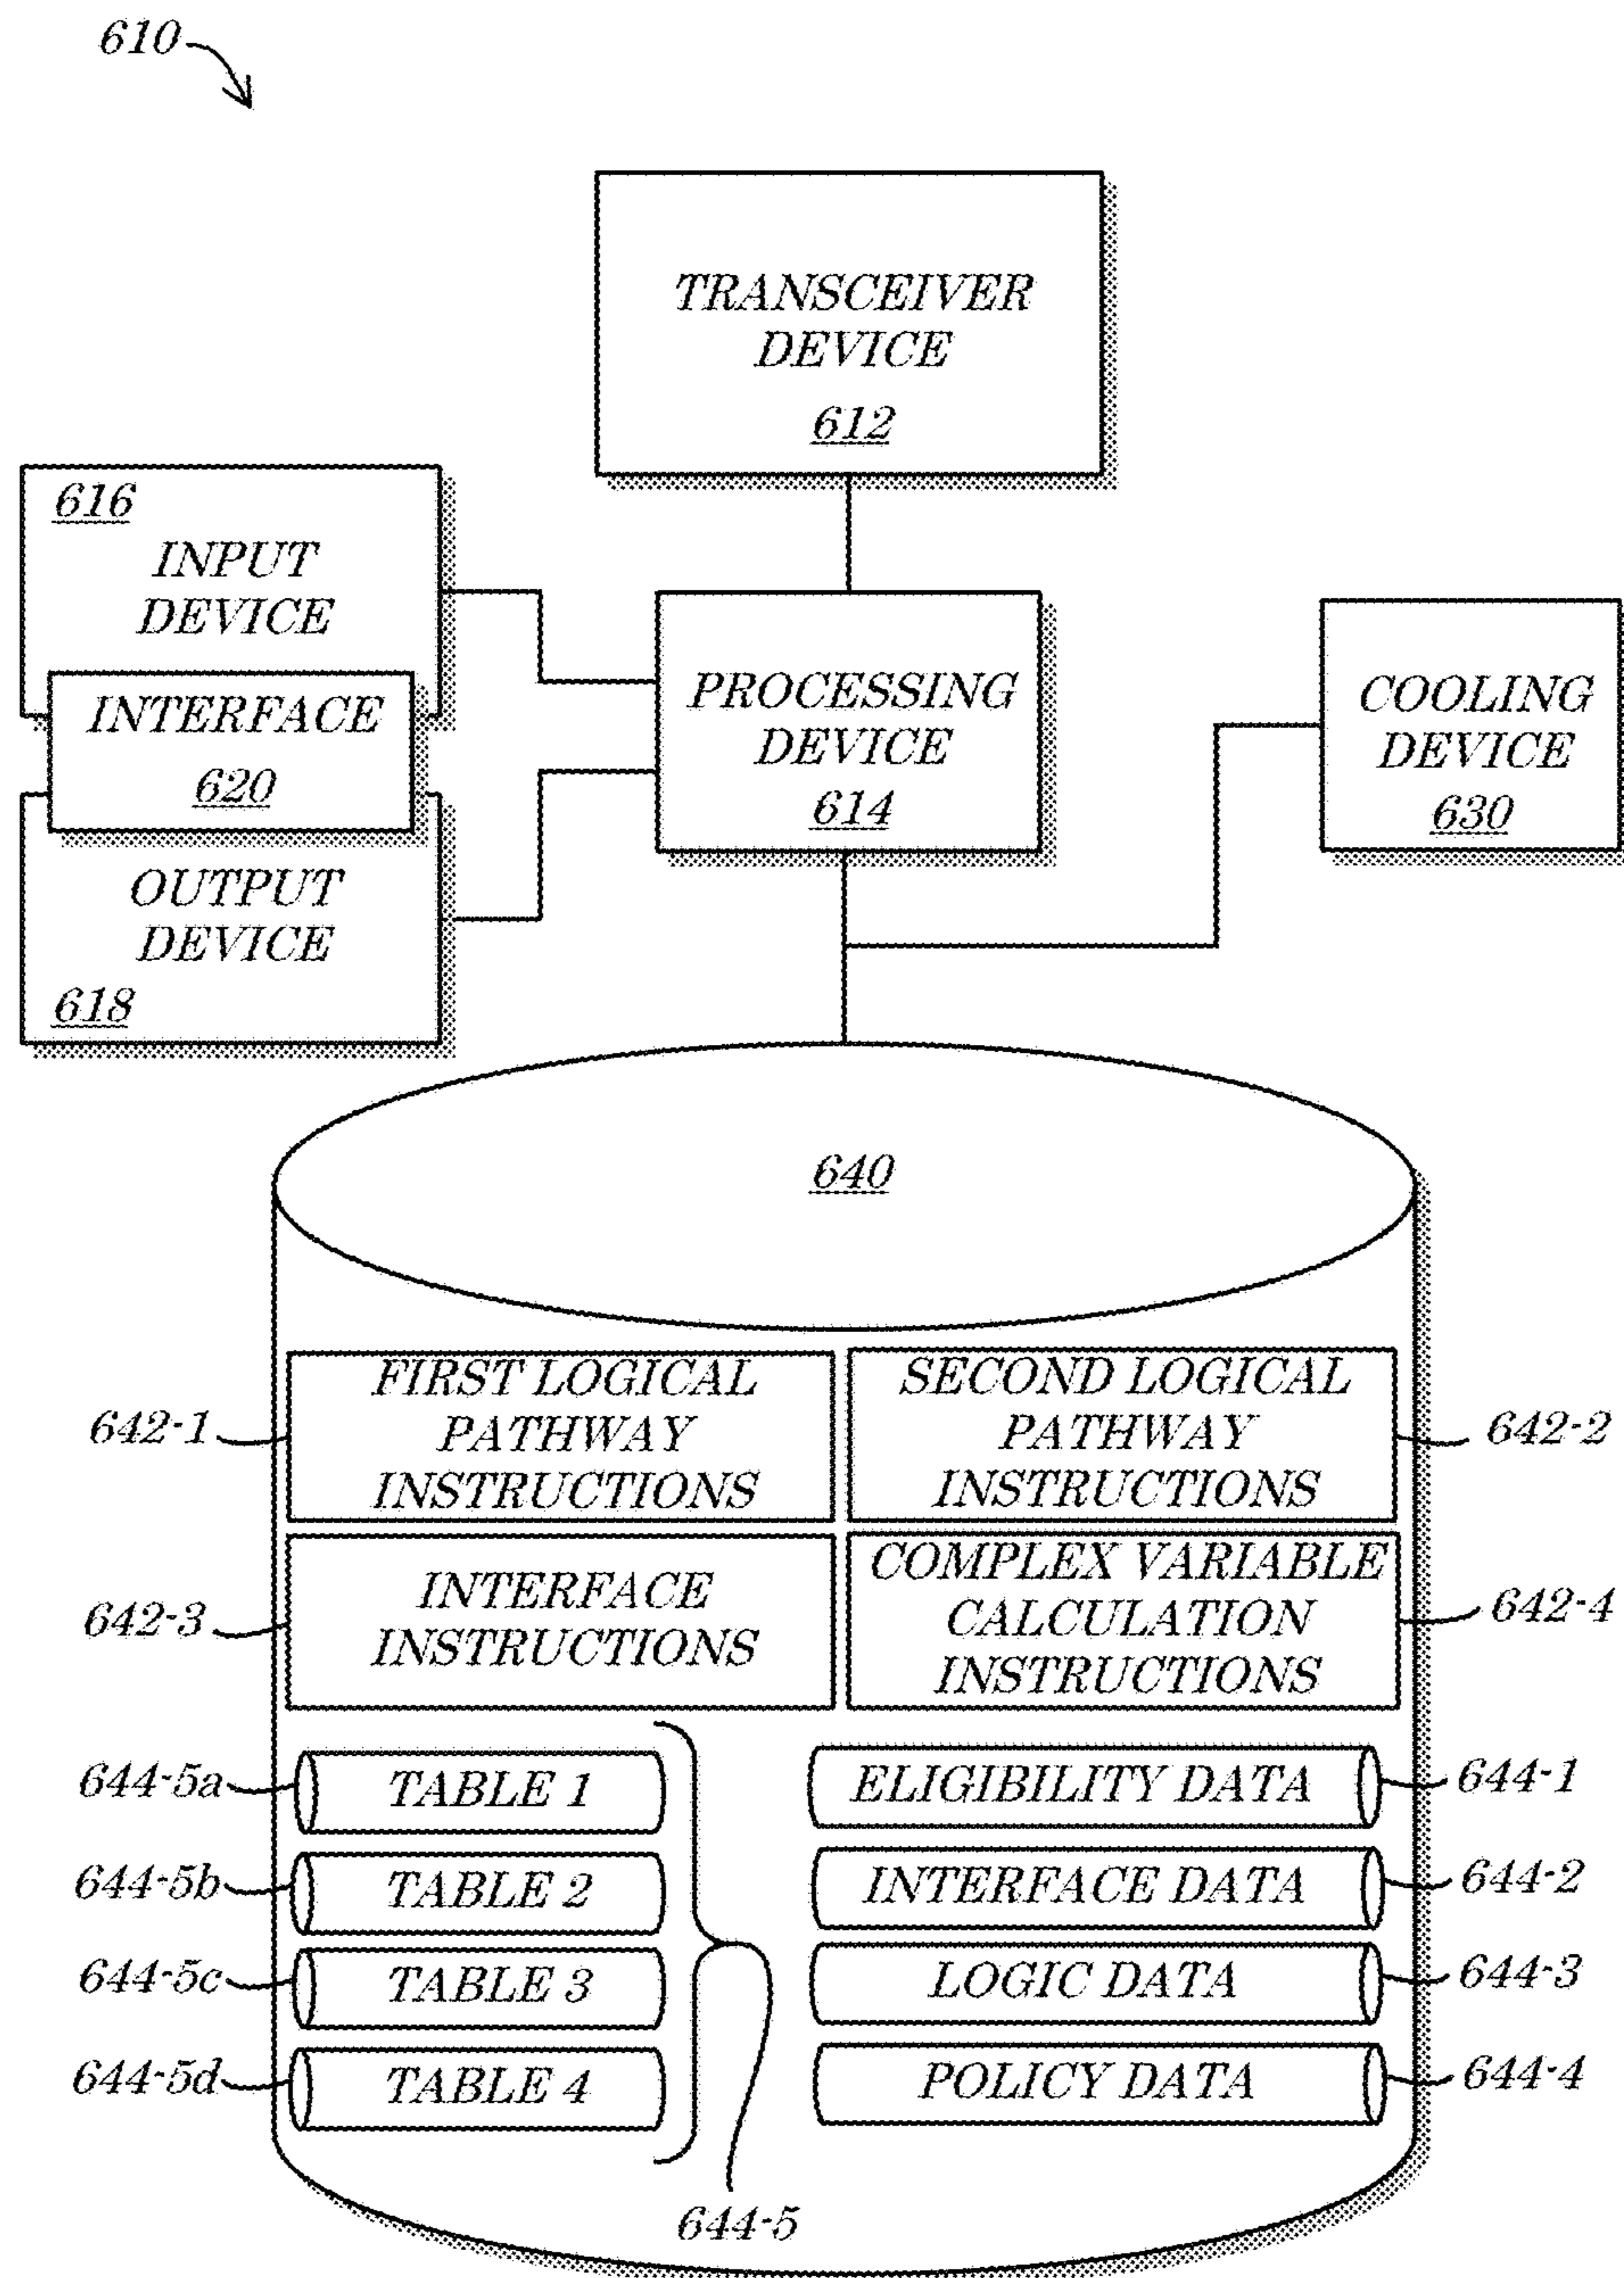 610
TRANSCEIVER
DEVICE
612
616
INPUT
DEVICE
INTERFACE
620
OUTPUT
DEVICE
618
PROCESSING
DEVICE
614
COOLING
DEVICE
630
640
FIRST LOGICAL
PATHWAY
INSTRUCTIONS
642-1
SECOND LOGICAL
PATHWAY
INSTRUCTIONS
642-2
INTERFACE
INSTRUCTIONS
642-3
COMPLEX VARIABLE
CALCULATION
INSTRUCTIONS
642-4
644-5a
TABLE 1
644-5b
TABLE 2
644-5c
TABLE 3
644-5d
TABLE 4
644-5
ELIGIBILITY DATA
644-1
INTERFACE DATA
644-2
LOGIC DATA
644-3
POLICY DATA
644-4